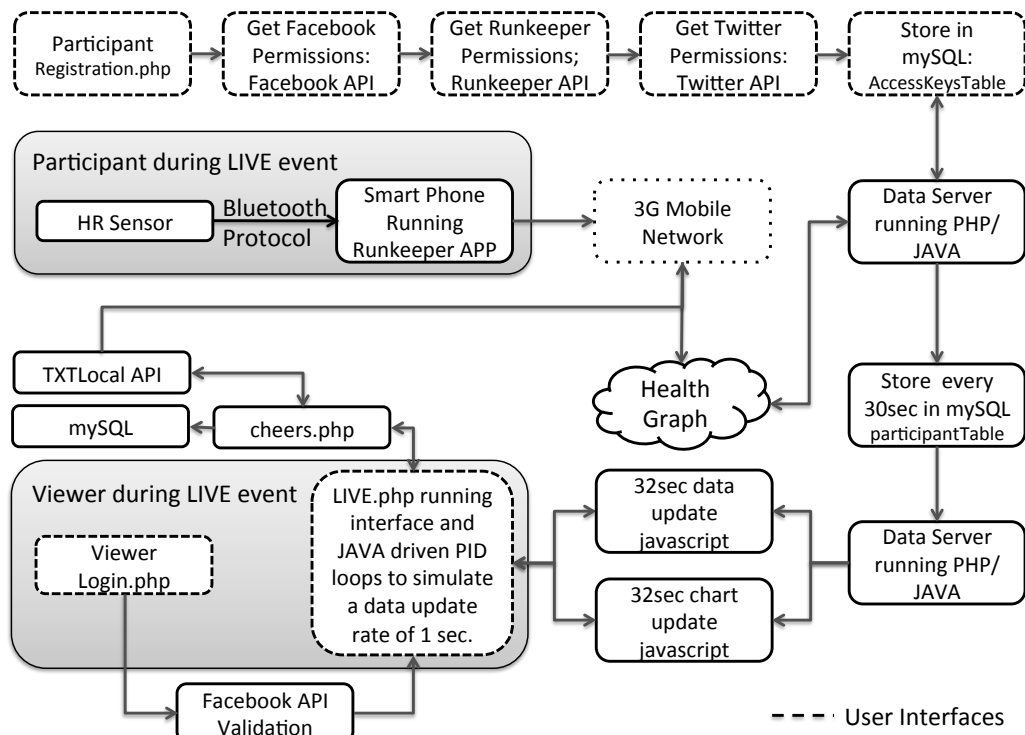 Participant
Registration.php
Get Facebook
Permissions:
Facebook API
Get Runkeeper
Permissions;
Runkeeper API
Get Twitter
Permissions:
Twitter API
Store in
mySQL:
AccessKeysTable
Participant during LIVE event
HR Sensor
Bluetooth
Protocol
Smart Phone
Running
Runkeeper APP
3G Mobile
Network
Data Server
running PHP/
JAVA
TXTLocal API
mySQL
cheers.php
Health
Graph
Store every
30sec in mySQL
participantTable
Viewer during LIVE event
Viewer
Login.php
LIVE.php running
interface and
JAVA driven PID
loops to simulate
a data update
rate of 1 sec.
32sec data
update
javascript
32sec chart
update
javascript
Data Server
running PHP/
JAVA
Facebook API
Validation
User Interfaces